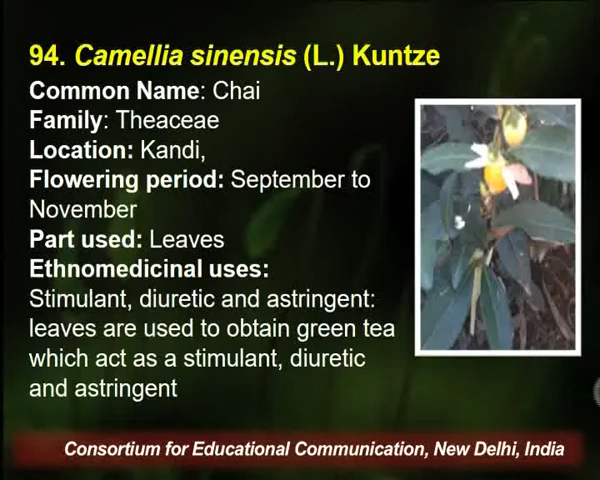 94. Camellia sinensis (L.) Kuntze
Common Name: Chai
Family: Theaceae
Location: Kandi,
Flowering period: September to
November
Part used: Leaves
Ethnomedicinal uses:
Stimulant, diuretic and astringent:
leaves are used to obtain green tea
which act as a stimulant, diuretic
and astringent
Consortium for Educational Communication, New Delhi, India